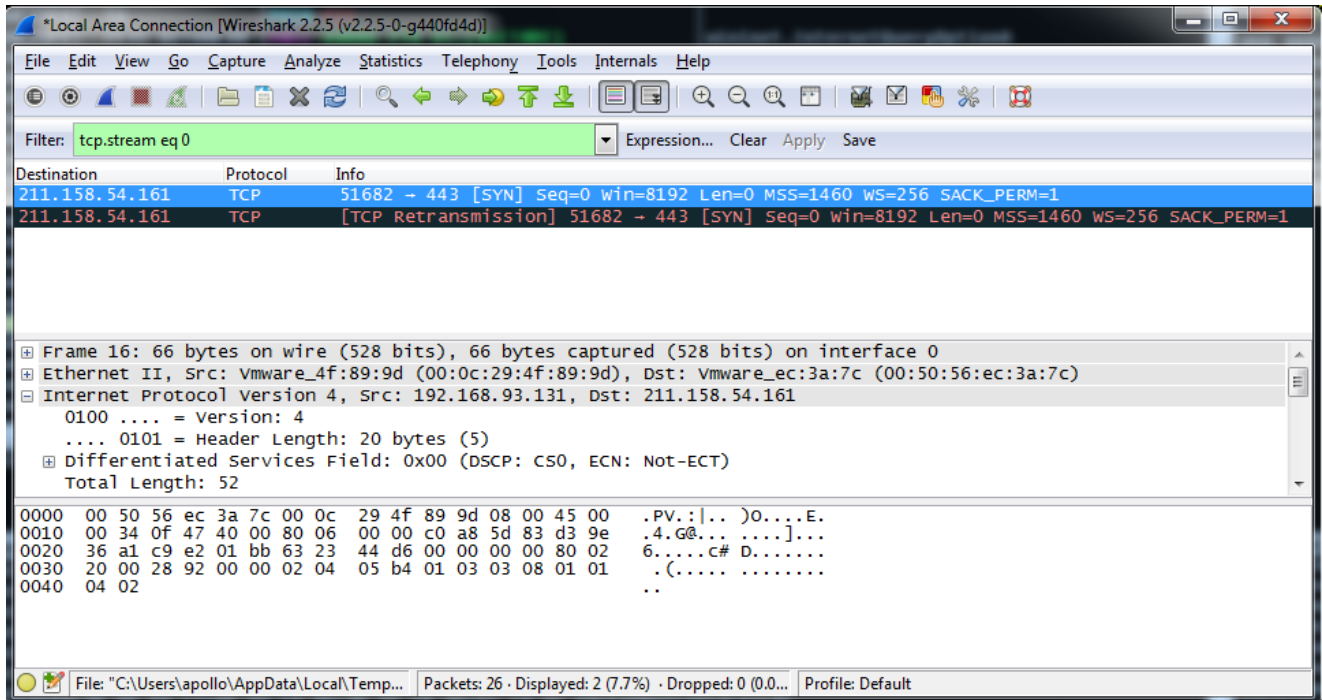 *Local Area Connection [Wireshark 2.2.5 (v2.2.5-0-g440fd4d)]
File Edit View Go Capture Analyze Statistics Telephony Tools Internals Help
Filter: tcp.stream eq 0 Expression... Clear Apply Save
Destination Protocol Info
211.158.54.161 TCP 51682 → 443 [SYN] Seq=0 Win=8192 Len=0 MSS=1460 WS=256 SACK_PERM=1
211.158.54.161 TCP [TCP Retransmission] 51682 → 443 [SYN] Seq=0 Win=8192 Len=0 MSS=1460 WS=256 SACK_PERM=1
Frame 16: 66 bytes on wire (528 bits), 66 bytes captured (528 bits) on interface 0
Ethernet II, Src: Vmware_4f:89:9d (00:0c:29:4f:89:9d), Dst: Vmware_ec:3a:7c (00:50:56:ec:3a:7c)
Internet Protocol Version 4, Src: 192.168.93.131, Dst: 211.158.54.161
0100 .... = Version: 4
.... 0101 = Header Length: 20 bytes (5)
Differentiated Services Field: 0x00 (DSCP: CS0, ECN: Not-ECT)
Total Length: 52
0000 00 50 56 ec 3a 7c 00 0c 29 4f 89 9d 08 00 45 00 .PV.:|.. )O....E.
0010 00 34 0f 47 40 00 80 06 00 00 c0 a8 5d 83 d3 9e .4.G@... ....]...
0020 36 a1 c9 e2 01 bb 63 23 44 d6 00 00 00 00 80 02 6.....c# D.......
0030 20 00 28 92 00 00 02 04 05 b4 01 03 03 08 01 01 .(..... ........
0040 04 02 ..
File: "C:\Users\apollo\AppData\Local\Temp... Packets: 26 · Displayed: 2 (7.7%) · Dropped: 0 (0.0... Profile: Default